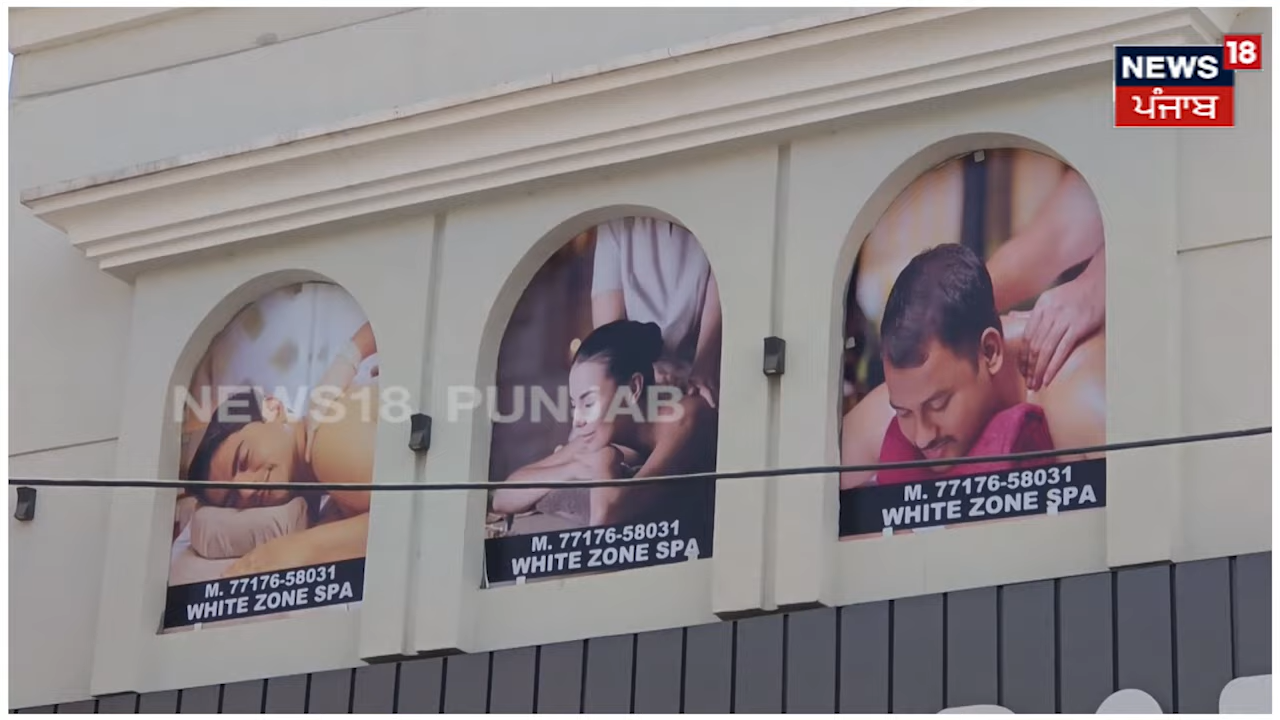 NEWS 18
ਪੰਜਾਬ
NEWS18 PUNJAB
M. 77176-58031
WHITE ZONE SPA
M. 77176-58031
WHITE ZONE SPA
M. 77176-58031
WHITE ZONE SPA